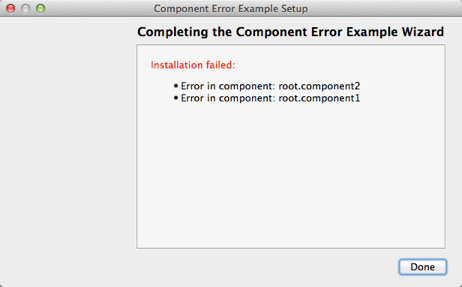 Component Error Example Setup
Completing the Component Error Example Wizard
Installation failed:
• Error in component: root.component2
• Error in component: root.component1
Done